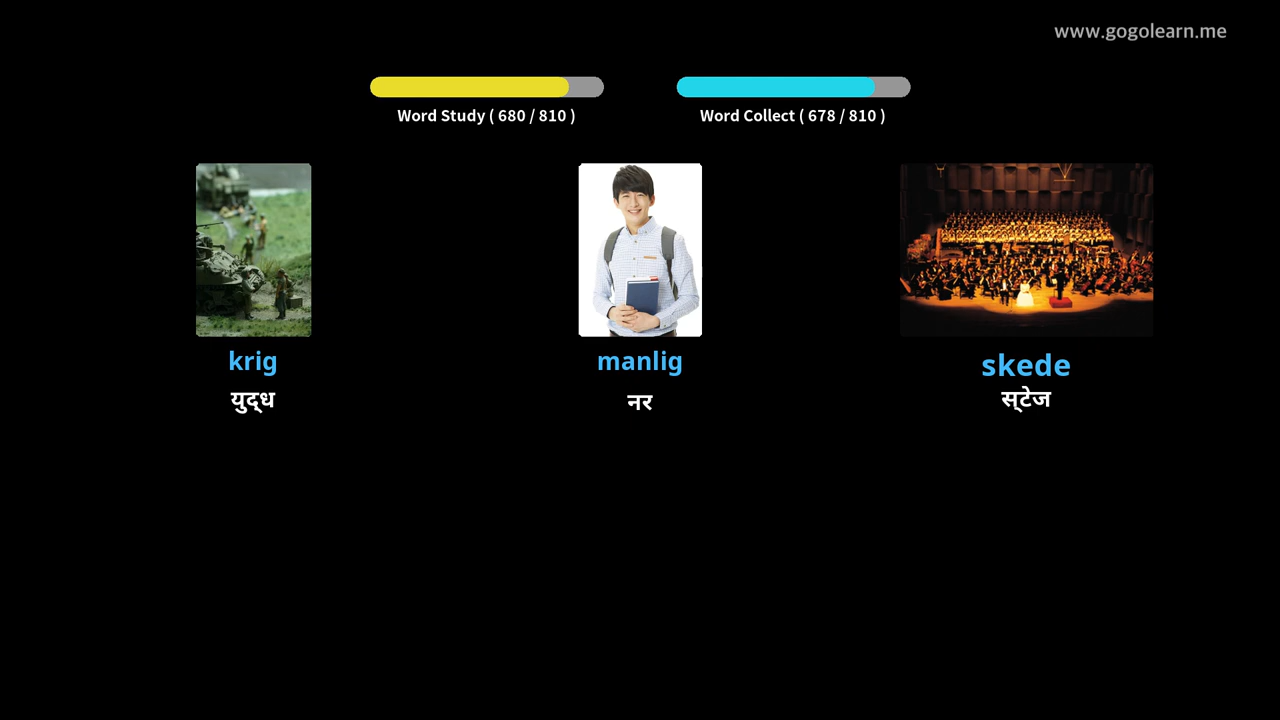 www.gogolearn.me
Word Study ( 680 / 810 )
Word Collect ( 678 / 810 )
krig
युद्ध
manlig
नर
skede
स्टेज